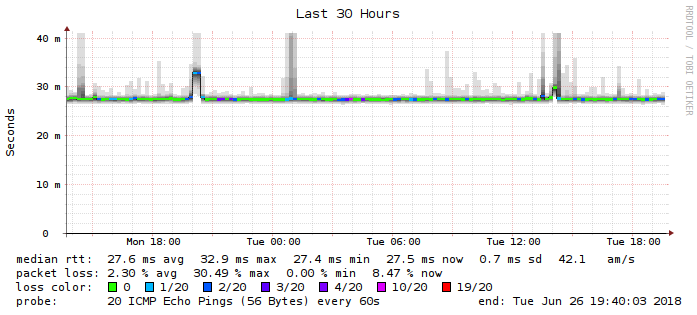 Last 30 Hours
RRDTOOL / TOBI OETIKER
Seconds
40 m
30 m
20 m
10 m
0
Mon 18:00 Tue 00:00 Tue 06:00 Tue 12:00 Tue 18:00
median rtt: 27.6 ms avg 32.9 ms max 27.4 ms min 27.5 ms now 0.7 ms sd 42.1 am/s
packet loss: 2.30 % avg 30.49 % max 0.00 % min 8.47 % now
loss color: 0 1/20 2/20 3/20 4/20 10/20 19/20
probe: 20 ICMP Echo Pings (56 Bytes) every 60s end: Tue Jun 26 19:40:03 2018